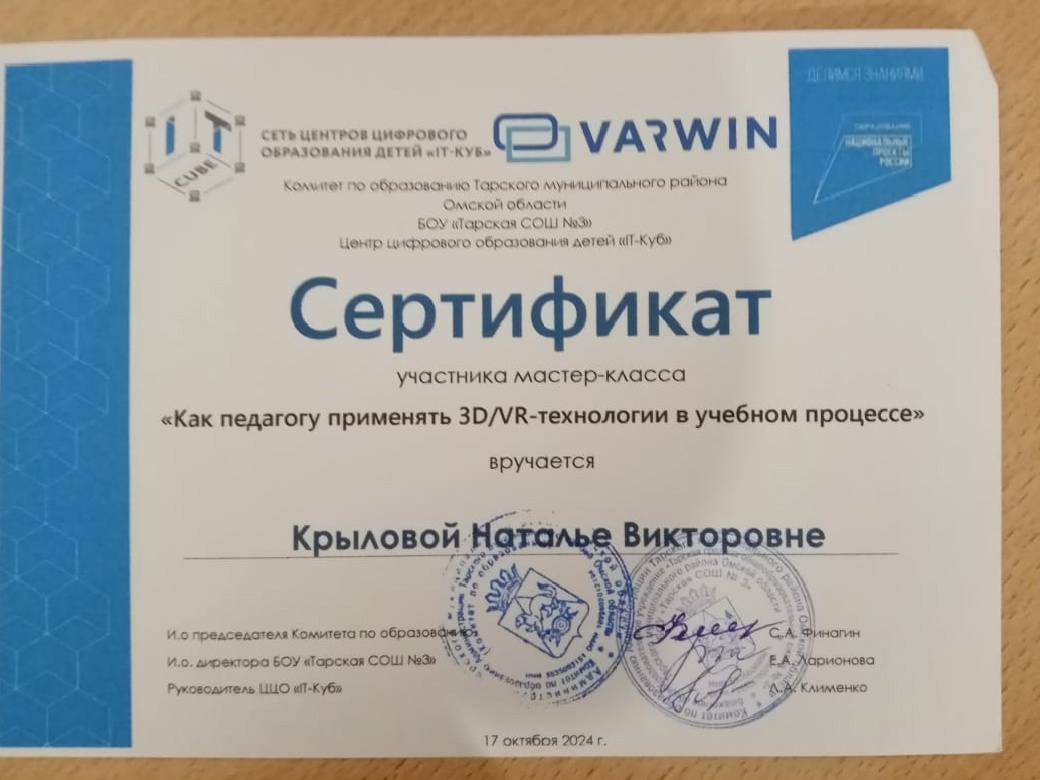 IT
CUBE
СЕТЬ ЦЕНТРОВ ЦИФРОВОГО
ОБРАЗОВАНИЯ ДЕТЕЙ «IT-КУБ»
VARWIN
ДЕЛИМСЯ ЗНАНИЯМИ
ОБРАЗОВАНИЕ
НАЦИОНАЛЬНЫЕ
ПРОЕКТЫ
РОССИИ
Комитет по образованию Тарского муниципального района
Омской области
БОУ «Тарская СОШ №3»
Центр цифрового образования детей «IT-Куб»
Сертификат
участника мастер-класса
«Как педагогу применять 3D/VR-технологии в учебном процессе»
вручается
Крыловой Наталье Викторовне
И.о председателя Комитета по образованию
С.А. Финагин
И.о. директора БОУ «Тарская СОШ №3»
Е.А. Ларионова
Руководитель ЦЦО «IT-Куб»
Л.А. Клименко
17 октября 2024 г.